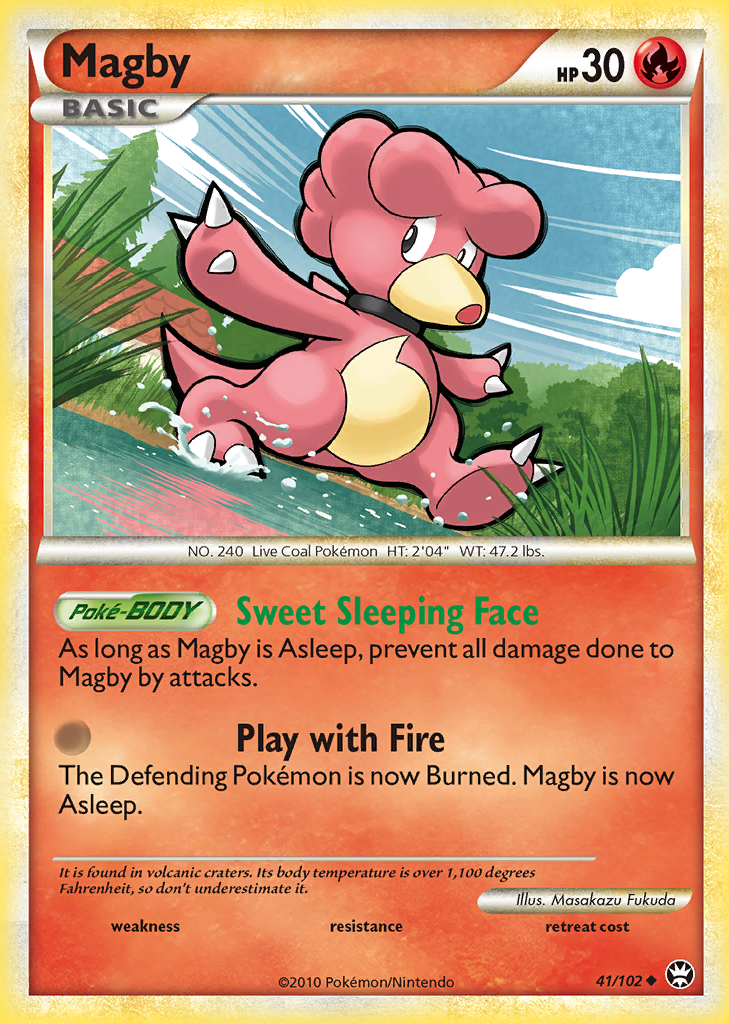 Magby
HP 30
BASIC
NO. 240 Live Coal Pokémon HT: 2'04" WT: 47.2 lbs.
Poké-BODY Sweet Sleeping Face
As long as Magby is Asleep, prevent all damage done to
Magby by attacks.
Play with Fire
The Defending Pokémon is now Burned. Magby is now
Asleep.
It is found in volcanic craters. Its body temperature is over 1,100 degrees
Fahrenheit, so don't underestimate it.
Illus. Masakazu Fukuda
weakness resistance retreat cost
©2010 Pokémon/Nintendo 41/102